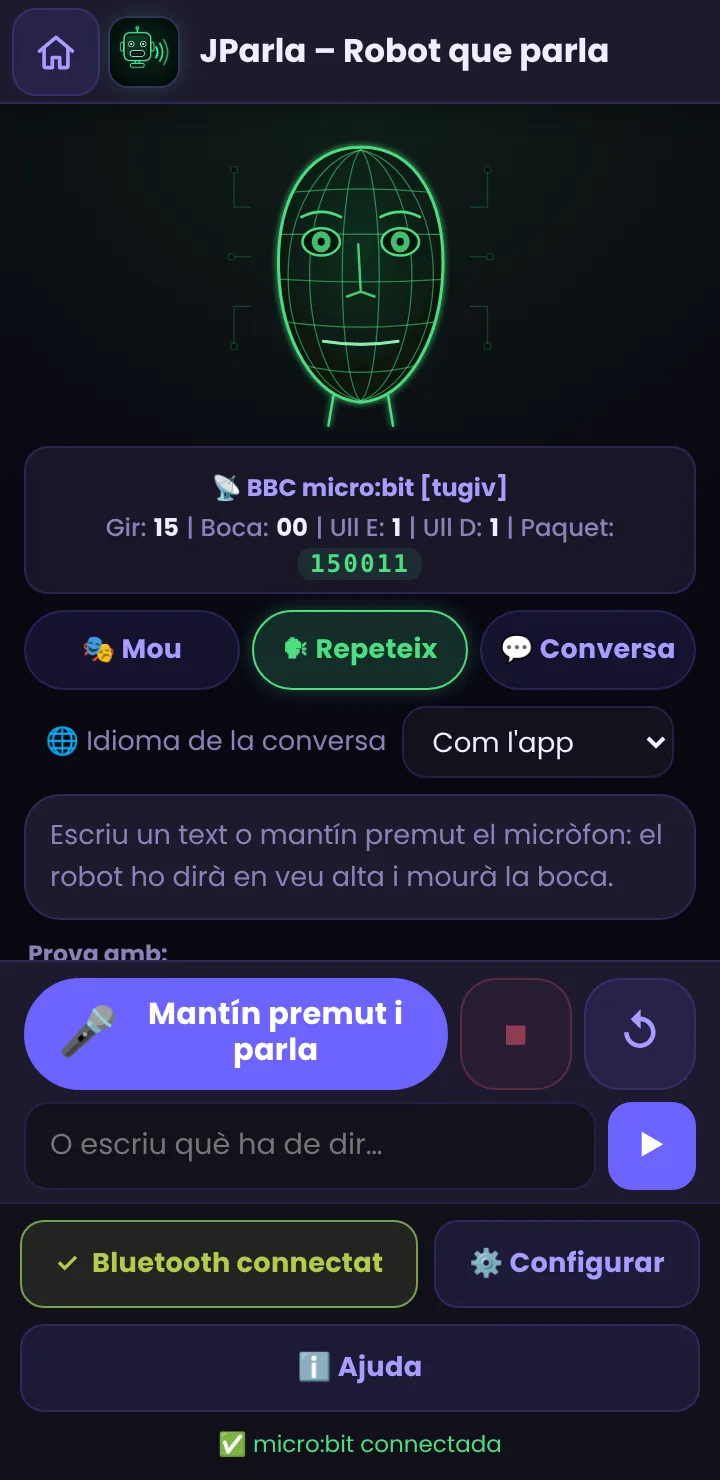 JParla – Robot que parla
📡 BBC micro:bit [tugiv]
Gir: 15 | Boca: 00 | Ull E: 1 | Ull D: 1 | Paquet:
150011
🎭 Mou
🗣 Repeteix
💬 Conversa
🌐 Idioma de la conversa
Com l'app
Escriu un text o mantín premut el micròfon: el
robot ho dirà en veu alta i mourà la boca.
Prova amb:
🎤 Mantín premut i
parla
O escriu què ha de dir…
✓ Bluetooth connectat
⚙️ Configurar
ℹ️ Ajuda
✅ micro:bit connectada